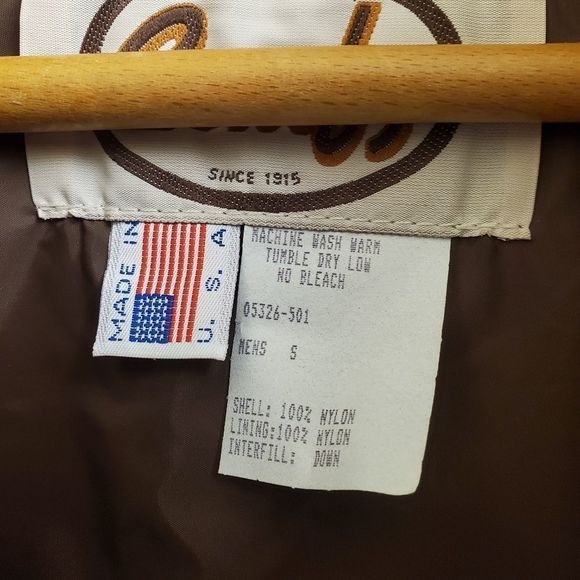 SINCE 1915
MADE IN
U. S. A
MACHINE WASH WARM
TUMBLE DRY LOW
NO BLEACH
05326-501
MENS S
SHELL: 100% NYLON
LINING:100% NYLON
INTERFILL: DOWN